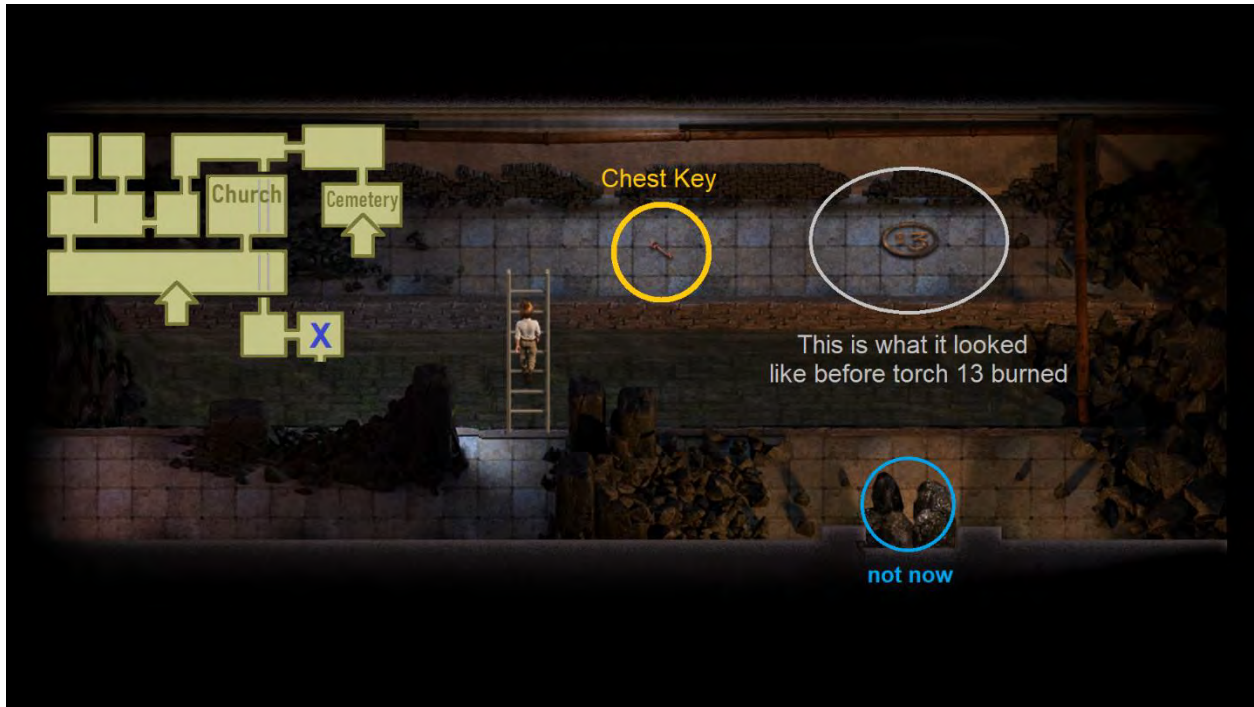 Church
Cemetery
X
Chest Key
13
This is what it looked
like before torch 13 burned
not now